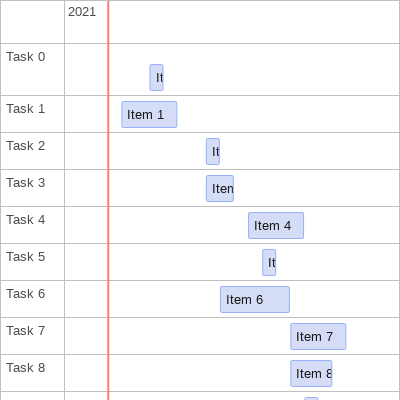 2021
Task 0
It
Task 1
Item 1
Task 2
It
Task 3
Iten
Task 4
Item 4
Task 5
It
Task 6
Item 6
Task 7
Item 7
Task 8
Item 8